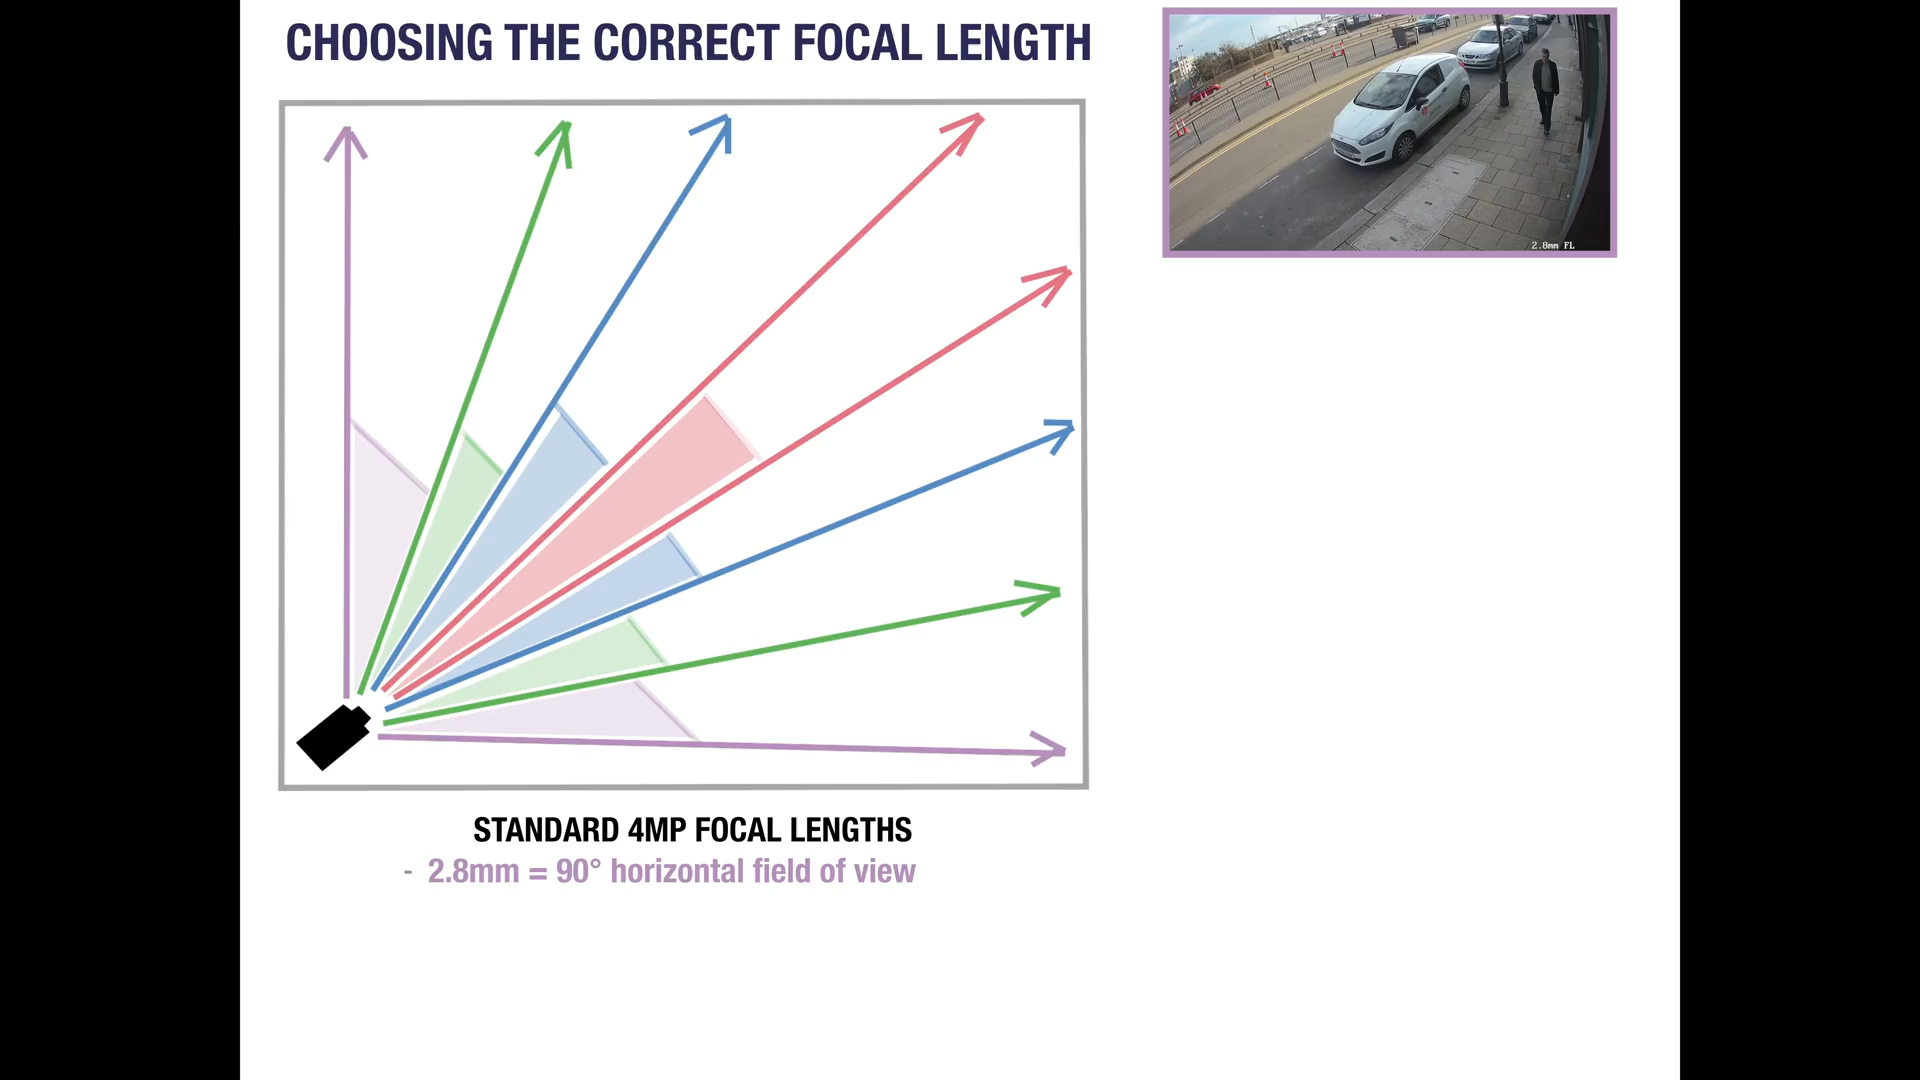 CHOOSING THE CORRECT FOCAL LENGTH
2.8mm FL
STANDARD 4MP FOCAL LENGTHS
- 2.8mm = 90° horizontal field of view